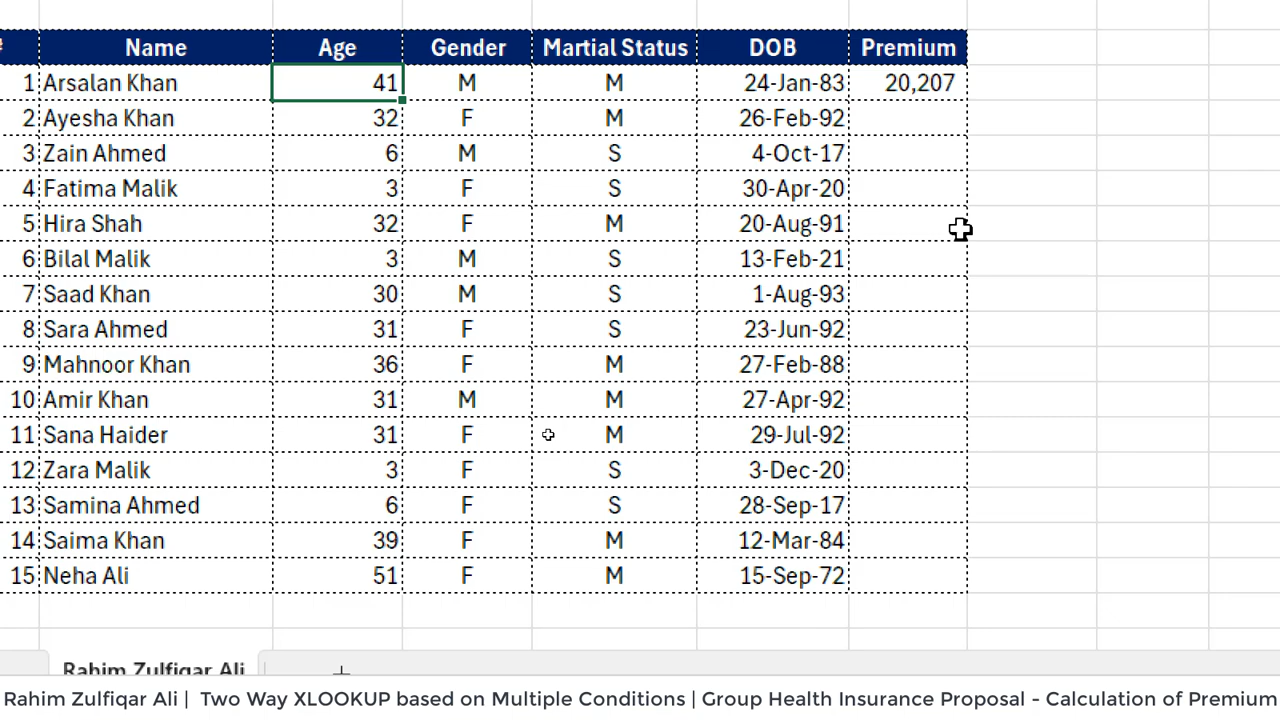 # Name Age Gender Martial Status DOB Premium
1 Arsalan Khan 41 M M 24-Jan-83 20,207
2 Ayesha Khan 32 F M 26-Feb-92
3 Zain Ahmed 6 M S 4-Oct-17
4 Fatima Malik 3 F S 30-Apr-20
5 Hira Shah 32 F M 20-Aug-91
6 Bilal Malik 3 M S 13-Feb-21
7 Saad Khan 30 M S 1-Aug-93
8 Sara Ahmed 31 F S 23-Jun-92
9 Mahnoor Khan 36 F M 27-Feb-88
10 Amir Khan 31 M M 27-Apr-92
11 Sana Haider 31 F M 29-Jul-92
12 Zara Malik 3 F S 3-Dec-20
13 Samina Ahmed 6 F S 28-Sep-17
14 Saima Khan 39 F M 12-Mar-84
15 Neha Ali 51 F M 15-Sep-72
Rahim Zulfiqar Ali
Rahim Zulfiqar Ali | Two Way XLOOKUP based on Multiple Conditions | Group Health Insurance Proposal - Calculation of Premium